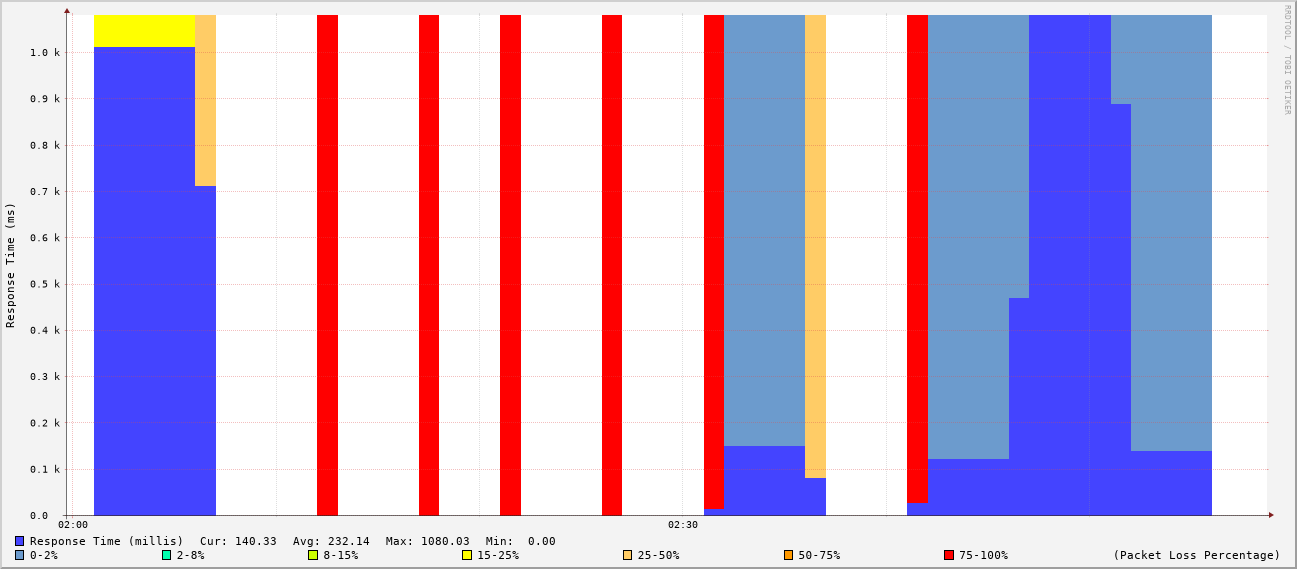 RRDTOOL / TOBI OETIKER
Response Time (ms)
1.0 k
0.9 k
0.8 k
0.7 k
0.6 k
0.5 k
0.4 k
0.3 k
0.2 k
0.1 k
0.0
02:00 02:30
Response Time (millis) Cur: 140.33 Avg: 232.14 Max: 1080.03 Min: 0.00
0-2% 2-8% 8-15% 15-25% 25-50% 50-75% 75-100% (Packet Loss Percentage)